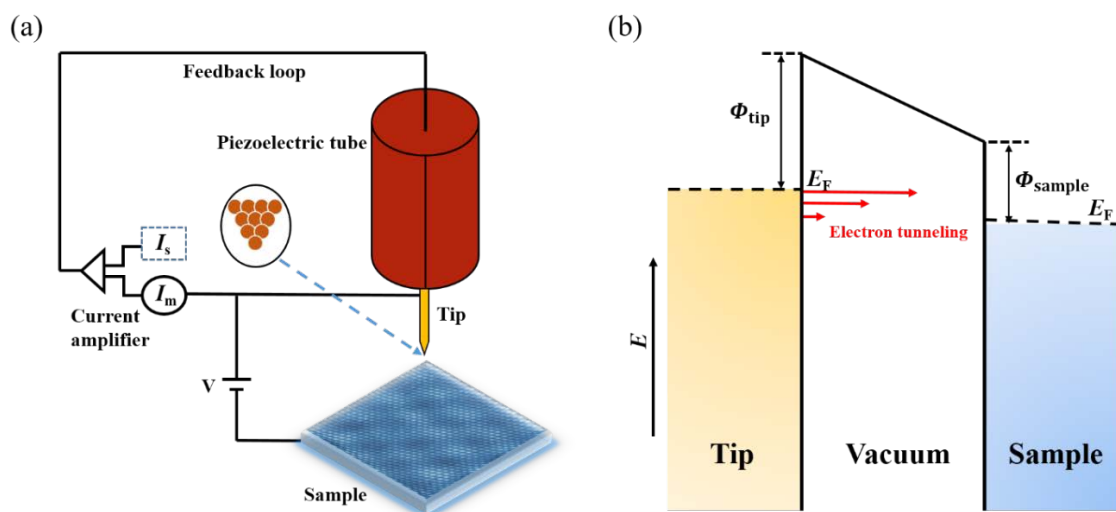 (a)
Feedback loop
Piezoelectric tube
Is
Im
Current
amplifier
Tip
V
Sample
(b)
Φtip
EF
Φsample
EF
Electron tunneling
E
Tip
Vacuum
Sample